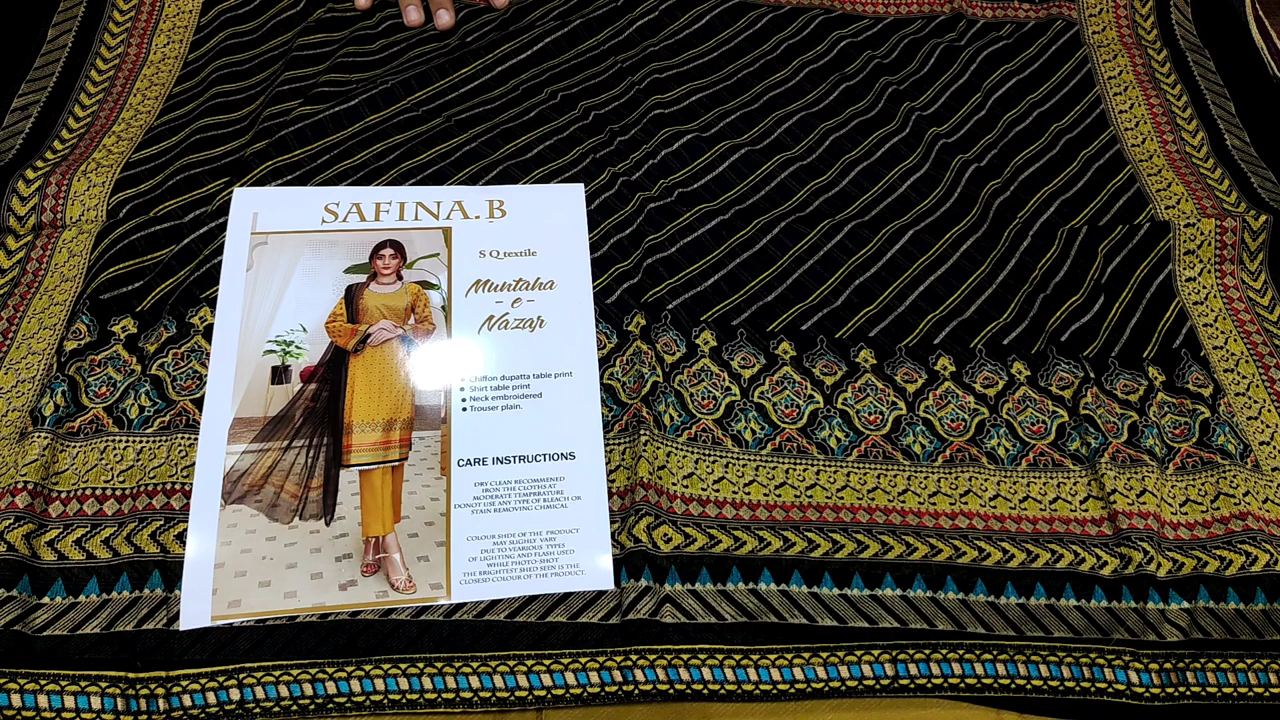 SAFINA.B
S Q textile
Muntaha
- e -
Nazar
• Chiffon dupatta table print
• Shirt table print
• Neck embroidered
• Trouser plain.
CARE INSTRUCTIONS
DRY CLEAN RECOMMENED
IRON THE CLOTHS AT
MODERATE TEMPRRATURE
DONOT USE ANY TYPE OF BLEACH OR
STAIN REMOVING CHMICAL
COLOUR SHDE OF THE PRODUCT
MAY SLIGHLY VARY
DUE TO VEARIOUS TYPES
OF LIGHTING AND FLASH USED
WHILE PHOTO-SHOT
THE BRIGHTEST SHED SEEN IS THE
CLOSESD COLOUR OF THE PRODUCT.